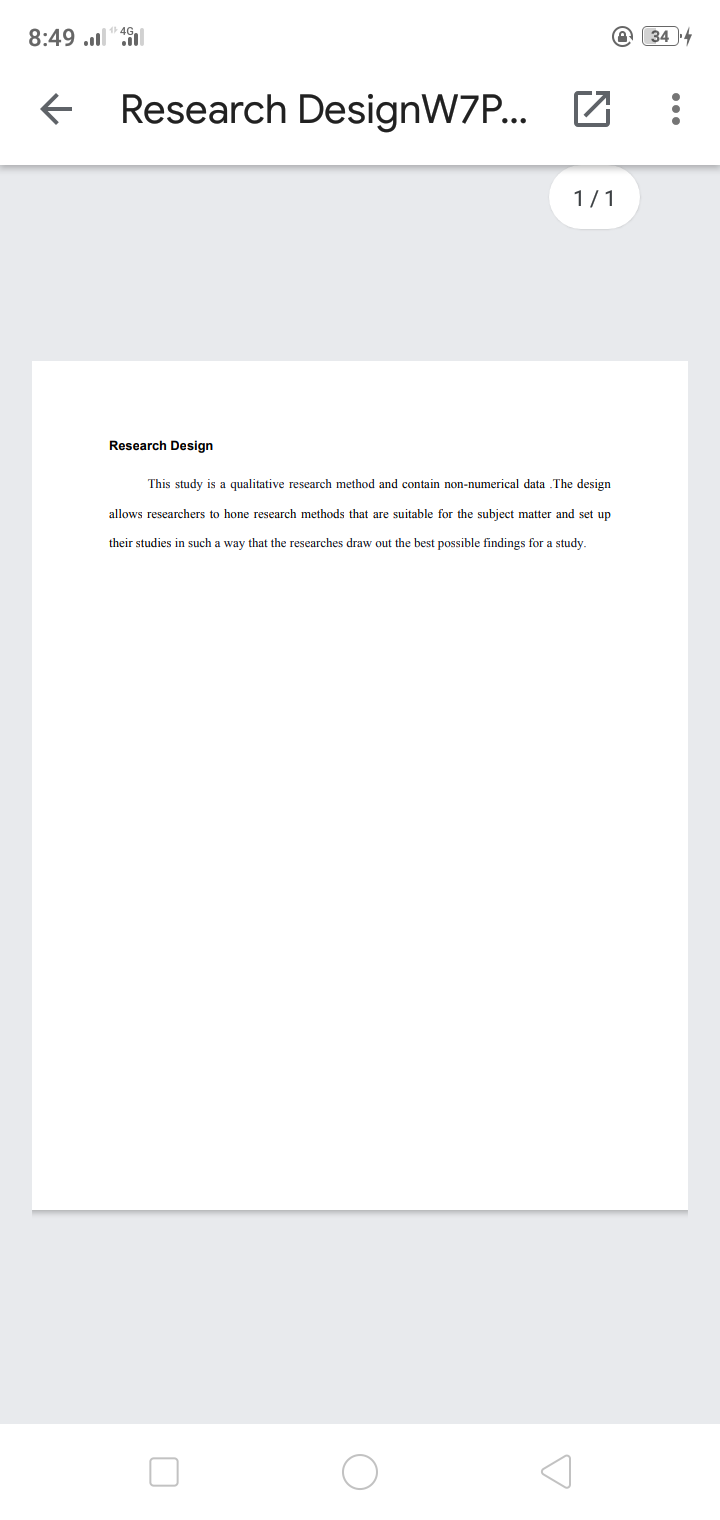 8:49 4G 34
Research DesignW7P...
1 / 1
Research Design
This study is a qualitative research method and contain non-numerical data .The design
allows researchers to hone research methods that are suitable for the subject matter and set up
their studies in such a way that the researches draw out the best possible findings for a study.